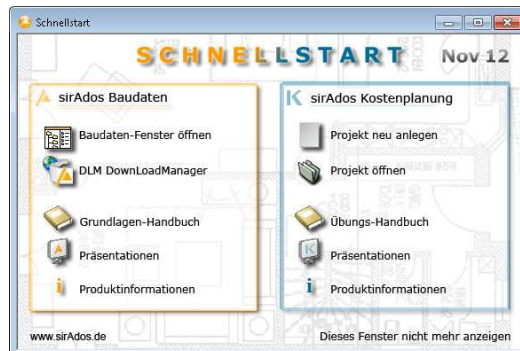 Schnellstart
SCHNELLSTART Nov 12
sirAdos Baudaten
Baudaten-Fenster öffnen
DLM DownLoadManager
Grundlagen-Handbuch
Präsentationen
Produktinformationen
K sirAdos Kostenplanung
Projekt neu anlegen
Projekt öffnen
Übungs-Handbuch
Präsentationen
Produktinformationen
www.sirAdos.de
Dieses Fenster nicht mehr anzeigen